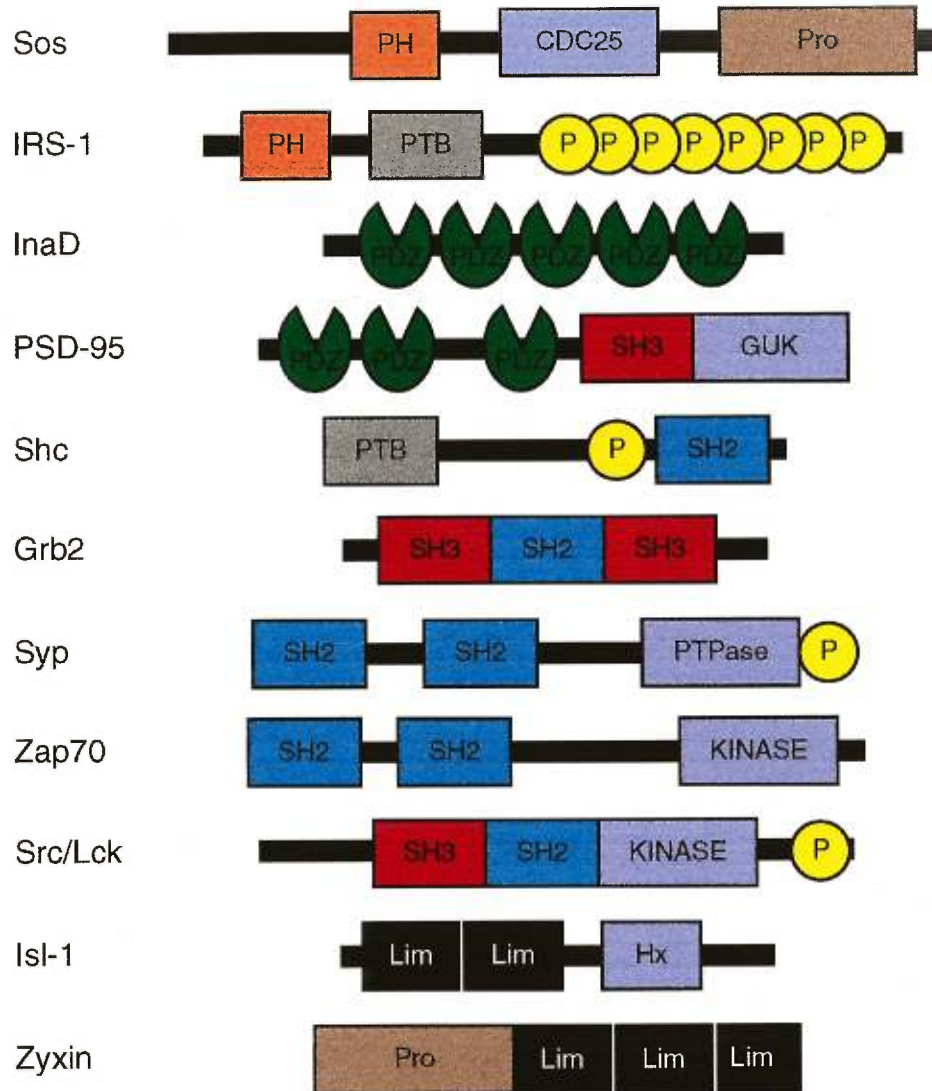 Sos PH CDC25 Pro
IRS-1 PH PTB P P P P P P P P
InaD PDZ PDZ PDZ PDZ PDZ
PSD-95 PDZ PDZ PDZ SH3 GUK
Shc PTB P SH2
Grb2 SH3 SH2 SH3
Syp SH2 SH2 PTPase P
Zap70 SH2 SH2 KINASE
Src/Lck SH3 SH2 KINASE P
Isl-1 Lim Lim Hx
Zyxin Pro Lim Lim Lim